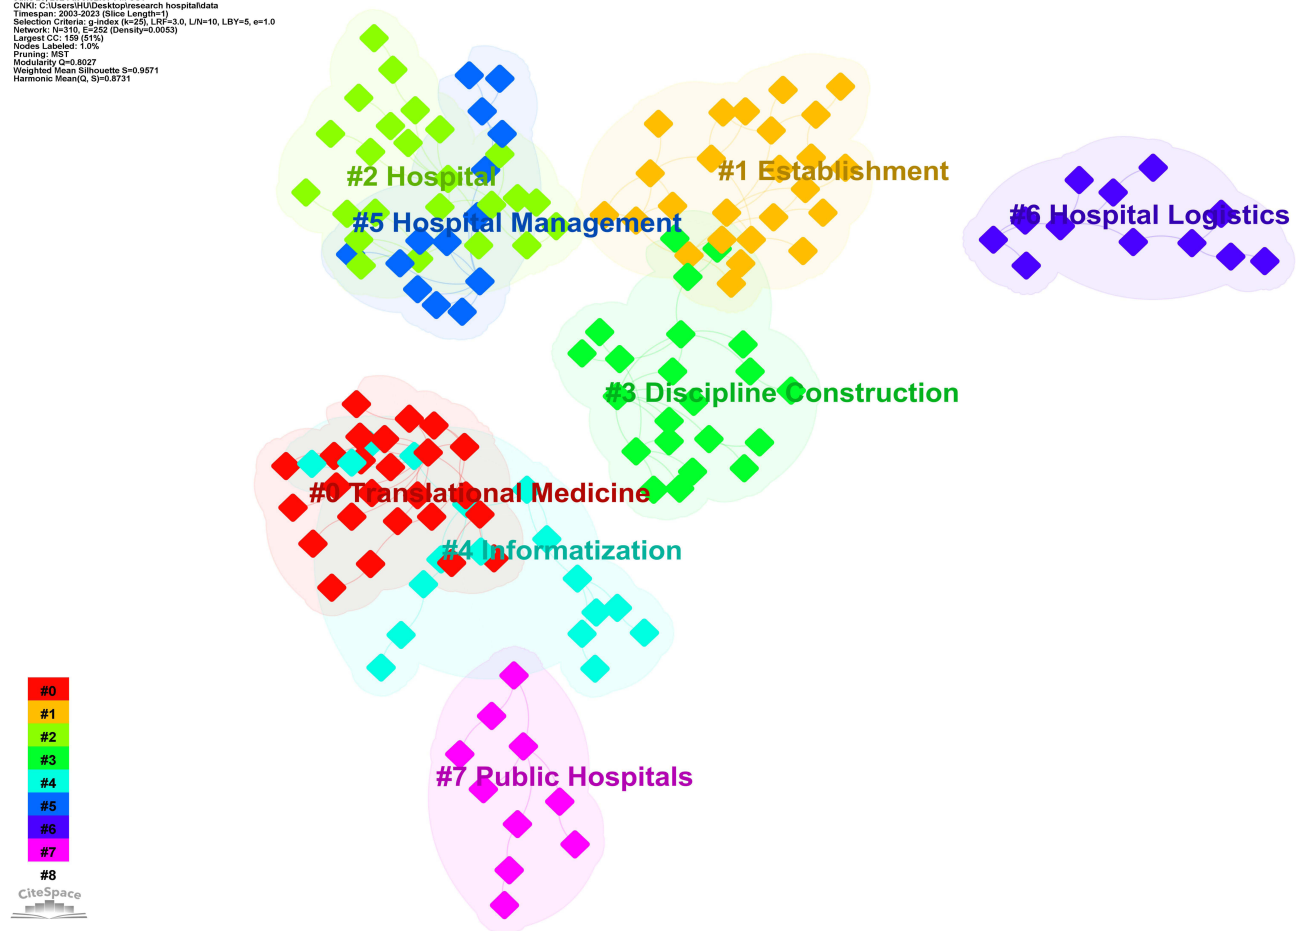 CNKI: C:\Users\HU\Desktop\research hospital\data
Timespan: 2003-2023 (Slice Length=1)
Selection Criteria: g-index (k=25), LRF=3.0, L/N=10, LBY=5, e=1.0
Network: N=310, E=252 (Density=0.0053)
Largest CC: 159 (51%)
Nodes Labeled: 1.0%
Pruning: MST
Modularity Q=0.8027
Weighted Mean Silhouette S=0.9571
Harmonic Mean(Q, S)=0.8731
#2 Hospital
#1 Establishment
#5 Hospital Management
#6 Hospital Logistics
#3 Discipline Construction
#0 Translational Medicine
#4 Informatization
#7 Public Hospitals
#0
#1
#2
#3
#4
#5
#6
#7
#8
CiteSpace